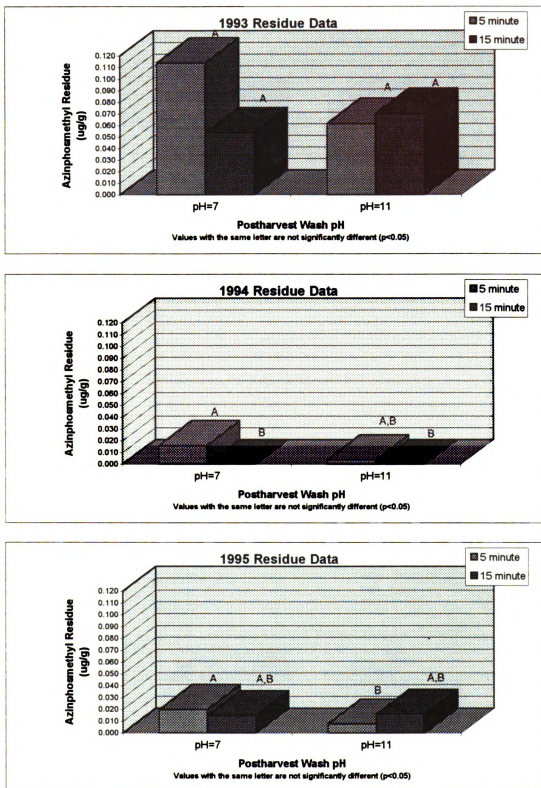 1993 Residue Data
5 minute
15 minute
Azinphosmethyl Residue
(ug/g)
0.120
0.110
0.100
0.090
0.080
0.070
0.060
0.050
0.040
0.030
0.020
0.010
0.000
A
A
A
A
pH=7
pH=11
Postharvest Wash pH
Values with the same letter are not significantly different (p<0.05)
1994 Residue Data
5 minute
15 minute
Azinphosmethyl Residue
(ug/g)
0.120
0.110
0.100
0.090
0.080
0.070
0.060
0.050
0.040
0.030
0.020
0.010
0.000
A
B
A,B
B
pH=7
pH=11
Postharvest Wash pH
Values with the same letter are not significantly different (p<0.05)
1995 Residue Data
5 minute
15 minute
Azinphosmethyl Residue
(ug/g)
0.120
0.110
0.100
0.090
0.080
0.070
0.060
0.050
0.040
0.030
0.020
0.010
0.000
A
A,B
B
A,B
pH=7
pH=11
Postharvest Wash pH
Values with the same letter are not significantly different (p<0.05)